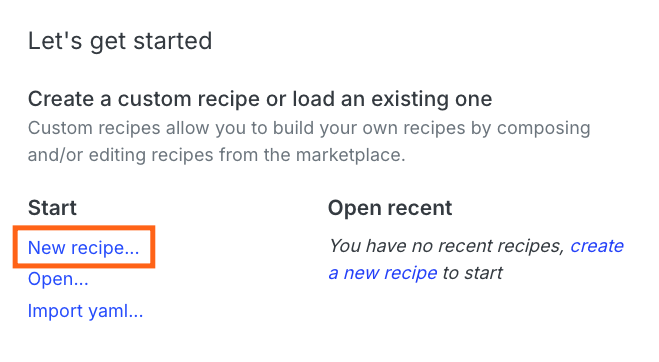 Let's get started
Create a custom recipe or load an existing one
Custom recipes allow you to build your own recipes by composing
and/or editing recipes from the marketplace.
Start
New recipe...
Open...
Import yaml...
Open recent
You have no recent recipes, create
a new recipe to start